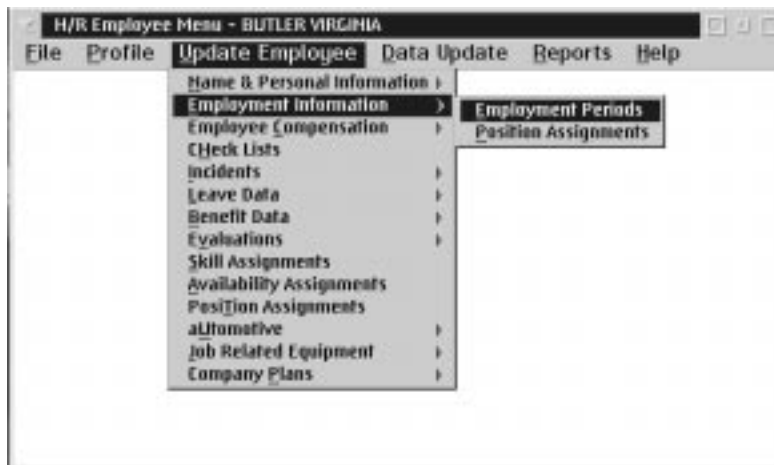 H/R Employee Menu - BUTLER VIRGINIA
File Profile Update Employee Data Update Reports Help
Name & Personal Information
Employment Information
Employment Periods
Employee Compensation
Position Assignments
CHeck Lists
Incidents
Leave Data
Benefit Data
Evaluations
Skill Assignments
Availability Assignments
PosiTion Assignments
aUtomotive
Job Related Equipment
Company Plans